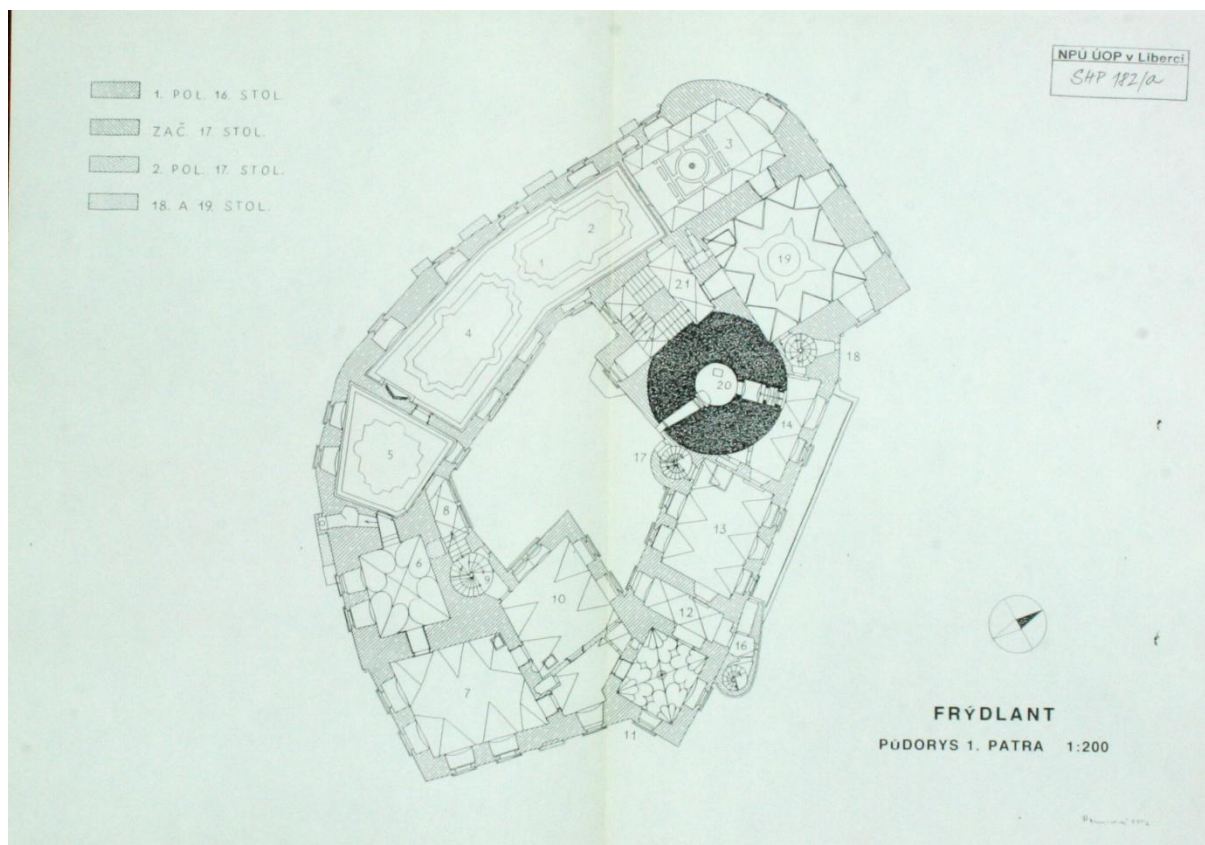 NPÚ ÚOP v Liberci
SHP 182/a
1. POL. 16. STOL.
ZAČ. 17. STOL.
2. POL. 17. STOL.
18. A 19. STOL.
3
2
1
19
21
4
18
20
14
5
17
13
8
6
9
10
12
16
7
11
FRÝDLANT
PŮDORYS 1. PATRA 1:200